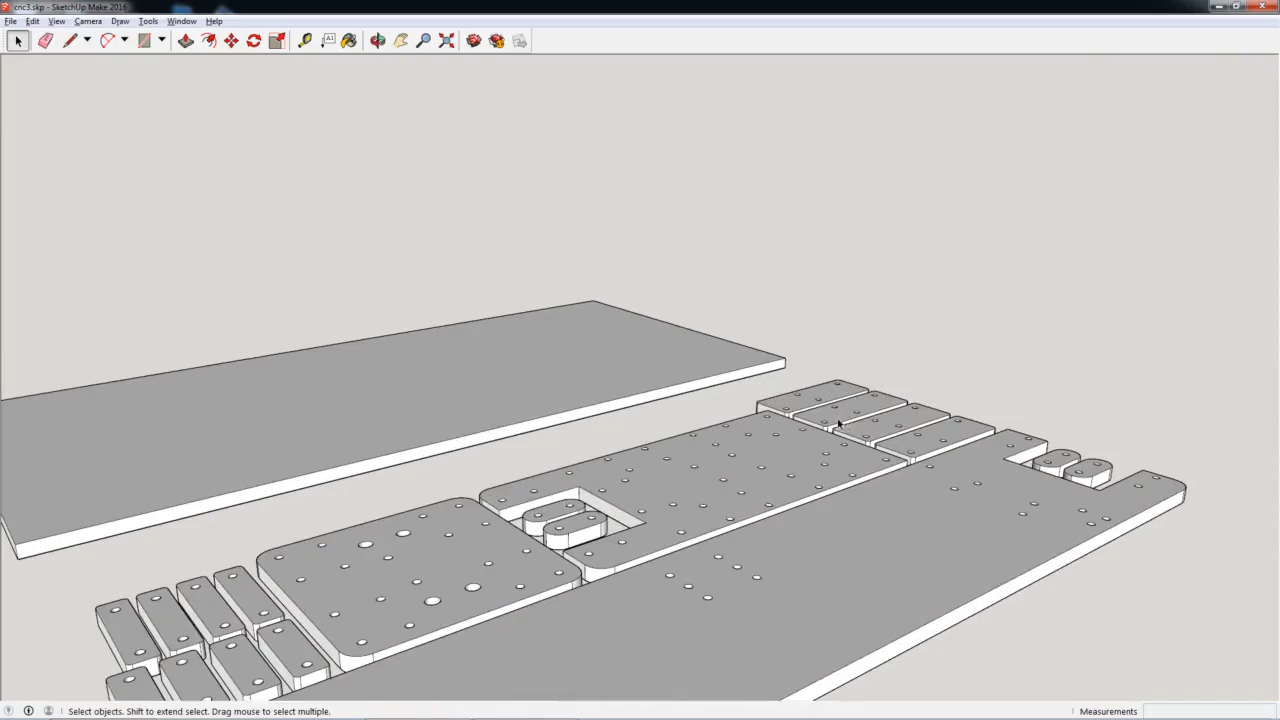 cnc3.skp - SketchUp Make 2016
File Edit View Camera Draw Tools Window Help
Select objects. Shift to extend select. Drag mouse to select multiple.
Measurements